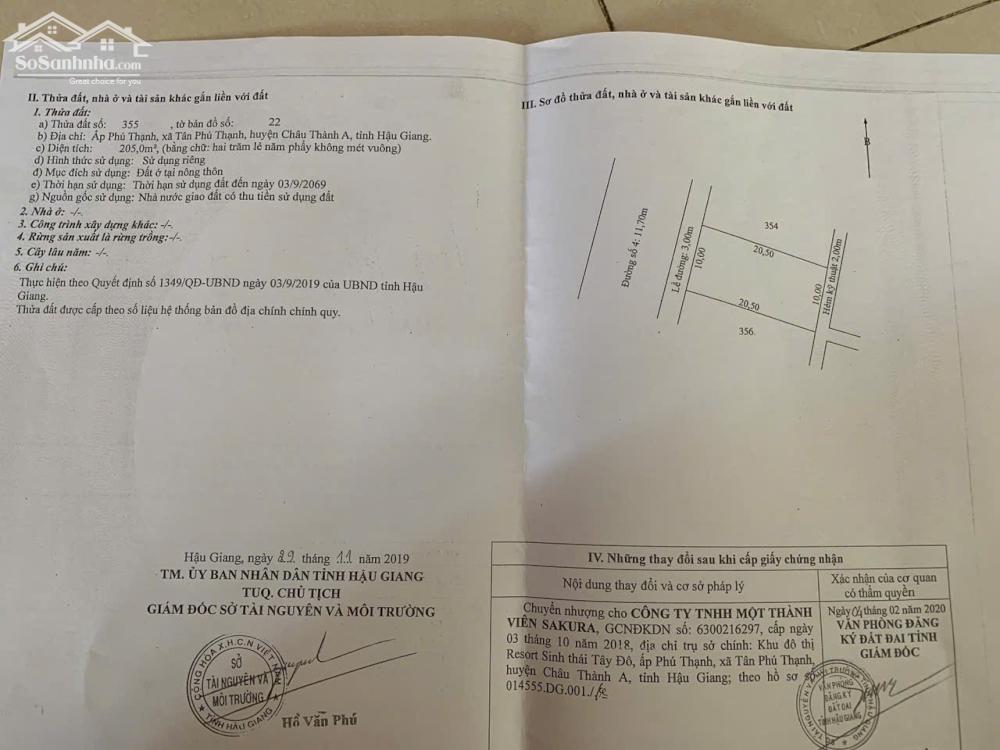 SoSanhnha.com
Great choice for you
II. Thửa đất, nhà ở và tài sản khác gắn liền với đất
1. Thửa đất:
a) Thửa đất số: 355 , tờ bản đồ số: 22
b) Địa chỉ: Ấp Phú Thạnh, xã Tân Phú Thạnh, huyện Châu Thành A, tỉnh Hậu Giang.
c) Diện tích: 205,0m², (bằng chữ: hai trăm lẻ năm phẩy không mét vuông)
d) Hình thức sử dụng: Sử dụng riêng
đ) Mục đích sử dụng: Đất ở tại nông thôn
e) Thời hạn sử dụng: Thời hạn sử dụng đất đến ngày 03/9/2069
g) Nguồn gốc sử dụng: Nhà nước giao đất có thu tiền sử dụng đất
2. Nhà ở: -/-.
3. Công trình xây dựng khác: -/-.
4. Rừng sản xuất là rừng trồng:-/-.
5. Cây lâu năm: -/-.
6. Ghi chú:
Thực hiện theo Quyết định số 1349/QĐ-UBND ngày 03/9/2019 của UBND tỉnh Hậu
Giang.
Thửa đất được cấp theo số liệu hệ thống bản đồ địa chính chính quy.
Hậu Giang, ngày 29 tháng 11 năm 2019
TM. ỦY BAN NHÂN DÂN TỈNH HẬU GIANG
TUQ. CHỦ TỊCH
GIÁM ĐỐC SỞ TÀI NGUYÊN VÀ MÔI TRƯỜNG
CỘNG HÒA X.H.C.N VIỆT NAM
SỞ
TÀI NGUYÊN VÀ
MÔI TRƯỜNG
TỈNH HẬU GIANG
Hồ Văn Phú
III. Sơ đồ thửa đất, nhà ở và tài sản khác gắn liền với đất
B
Đường số 4: 11,70m
Lề đường: 3,00m
10,00
354
20,50
20,50
356.
10,00
Hẻm kỹ thuật 2,00m
IV. Những thay đổi sau khi cấp giấy chứng nhận
Nội dung thay đổi và cơ sở pháp lý
Xác nhận của cơ quan
có thẩm quyền
Chuyển nhượng cho CÔNG TY TNHH MỘT THÀNH
VIÊN SAKURA, GCNĐKDN số: 6300216297, cấp ngày
03 tháng 10 năm 2018, địa chỉ trụ sở chính: Khu đô thị
Resort Sinh thái Tây Đô, ấp Phú Thạnh, xã Tân Phú Thạnh,
huyện Châu Thành A, tỉnh Hậu Giang; theo hồ sơ số
014555.DG.001./.
Ngày 04 tháng 02 năm 2020
VĂN PHÒNG ĐĂNG
KÝ ĐẤT ĐAI TỈNH
GIÁM ĐỐC
VĂN PHÒNG
ĐĂNG KÝ
ĐẤT ĐAI
TỈNH HẬU GIANG